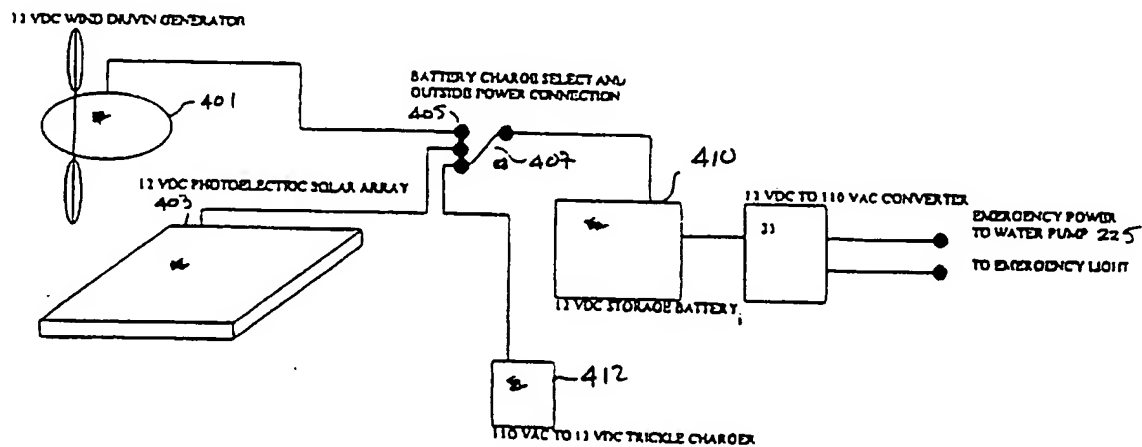 12 VDC WIND DRIVEN GENERATOR
401
BATTERY CHARGE SELECT AND
OUTSIDE POWER CONNECTION
405
407
12 VDC PHOTOELECTRIC SOLAR ARRAY
403
410
12 VDC TO 110 VAC CONVERTER
33
EMERGENCY POWER
TO WATER PUMP 225
TO EMERGENCY LIGHT
12 VDC STORAGE BATTERY
412
110 VAC TO 12 VDC TRICKLE CHARGER